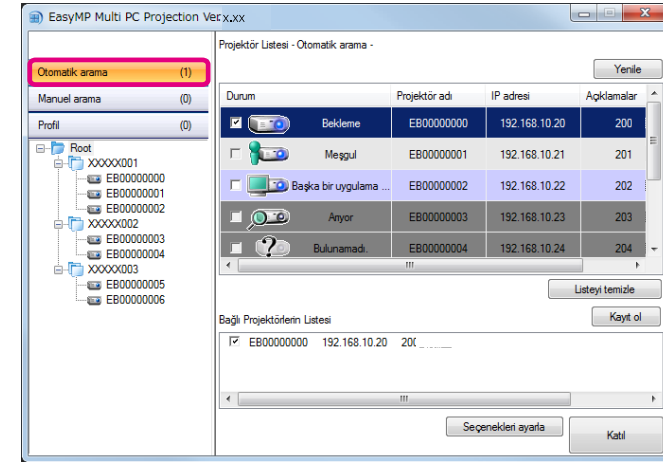 EasyMP Multi PC Projection Ver.x.xx
Projektör Listesi - Otomatik arama -
Otomatik arama (1)
Yenile
Manuel arama (0)
Profil (0)
Durum Projektör adı IP adresi Açıklamalar
Bekleme EB00000000 192.168.10.20 200
Meşgul EB00000001 192.168.10.21 201
Başka bir uygulama ... EB00000002 192.168.10.22 202
Arıyor EB00000003 192.168.10.23 203
Bulunamadı. EB00000004 192.168.10.24 204
Root
XXXXX001
EB00000000
EB00000001
EB00000002
XXXXX002
EB00000003
EB00000004
XXXXX003
EB00000005
EB00000006
Listeyi temizle
Bağlı Projektörlerin Listesi
Kayıt ol
EB00000000 192.168.10.20
Seçenekleri ayarla
Katıl